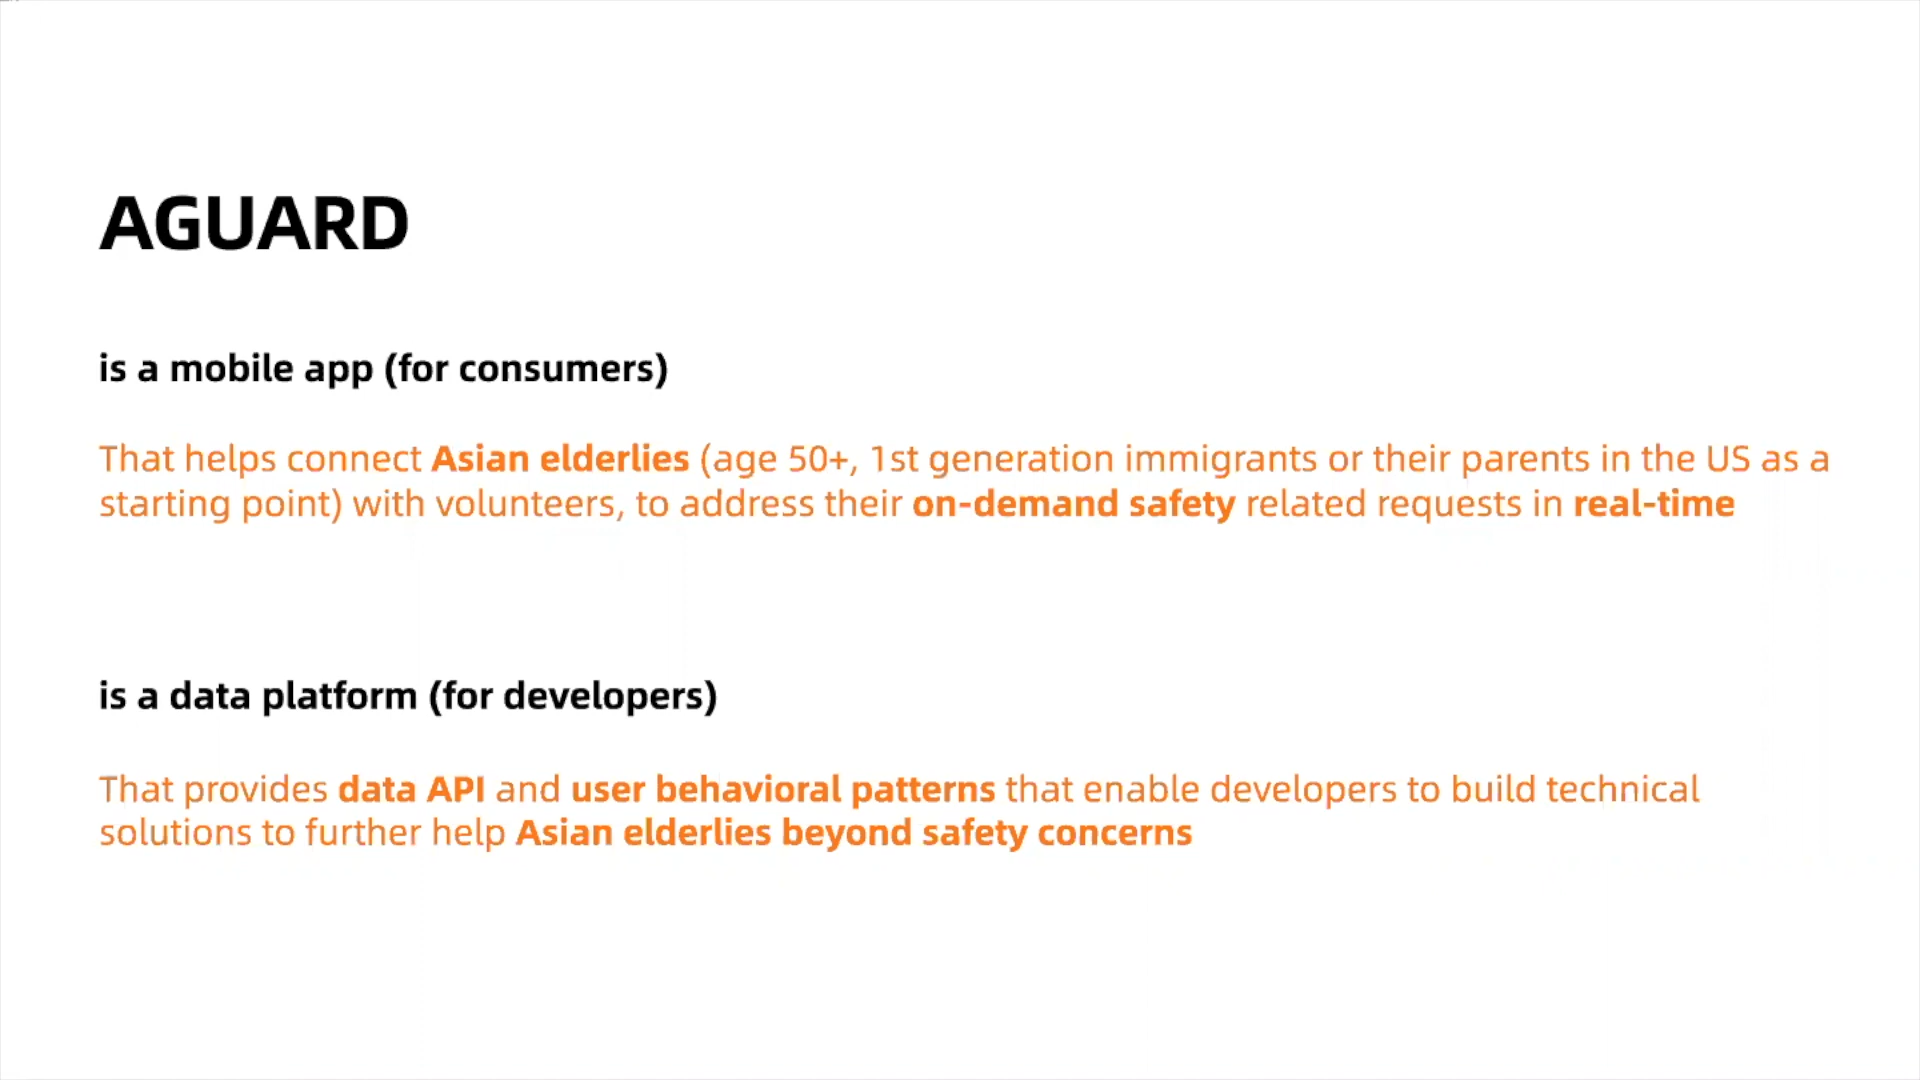 AGUARD
is a mobile app (for consumers)
That helps connect Asian elderlies (age 50+, 1st generation immigrants or their parents in the US as a
starting point) with volunteers, to address their on-demand safety related requests in real-time
is a data platform (for developers)
That provides data API and user behavioral patterns that enable developers to build technical
solutions to further help Asian elderlies beyond safety concerns